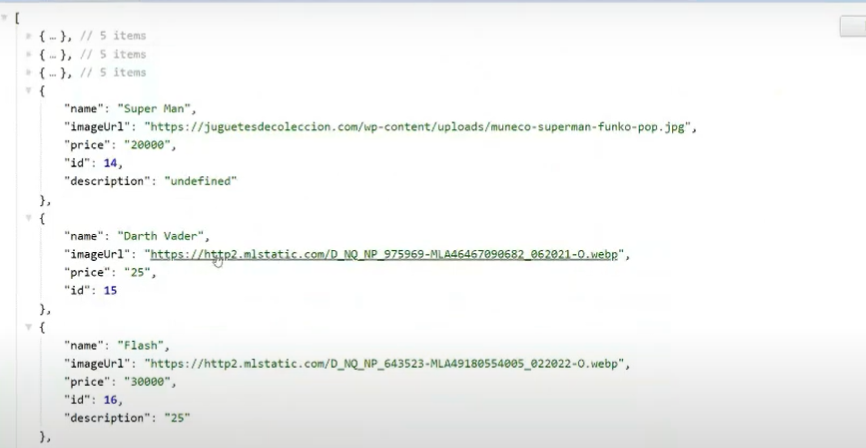 [
{ … }, // 5 items
{ … }, // 5 items
{ … }, // 5 items
{
"name": "Super Man",
"imageUrl": "https://juguetesdecoleccion.com/wp-content/uploads/muneco-superman-funko-pop.jpg",
"price": "20000",
"id": 14,
"description": "undefined"
},
{
"name": "Darth Vader",
"imageUrl": "https://http2.mlstatic.com/D_NQ_NP_975969-MLA46467090682_062021-O.webp",
"price": "25",
"id": 15
},
{
"name": "Flash",
"imageUrl": "https://http2.mlstatic.com/D_NQ_NP_643523-MLA49180554005_022022-O.webp",
"price": "30000",
"id": 16,
"description": "25"
},